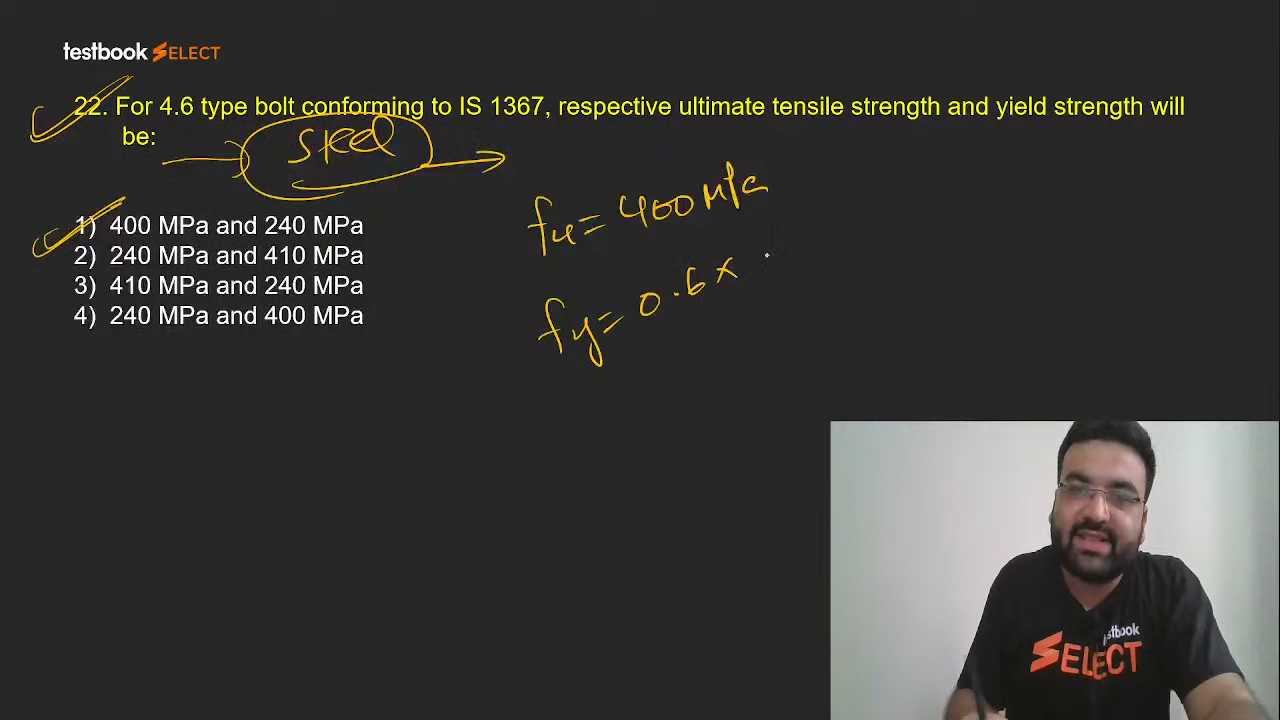 testbook SELECT
22. For 4.6 type bolt conforming to IS 1367, respective ultimate tensile strength and yield strength will
be:
Steel
1) 400 MPa and 240 MPa
2) 240 MPa and 410 MPa
3) 410 MPa and 240 MPa
4) 240 MPa and 400 MPa
fu = 400 MPa
fy = 0.6 x
testbook
SELECT